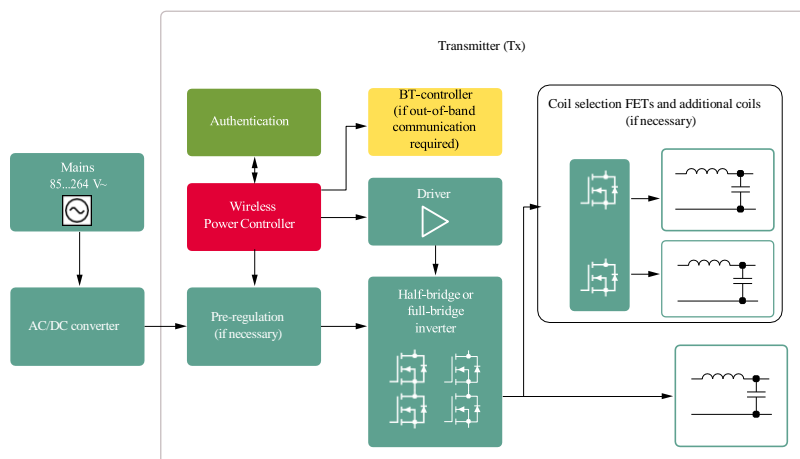 Transmitter (Tx)
Authentication
BT-controller
(if out-of-band
communication
required)
Coil selection FETs and additional coils
(if necessary)
Mains
85...264 V~
Wireless
Power Controller
Driver
AC/DC converter
Pre-regulation
(if necessary)
Half-bridge or
full-bridge
inverter